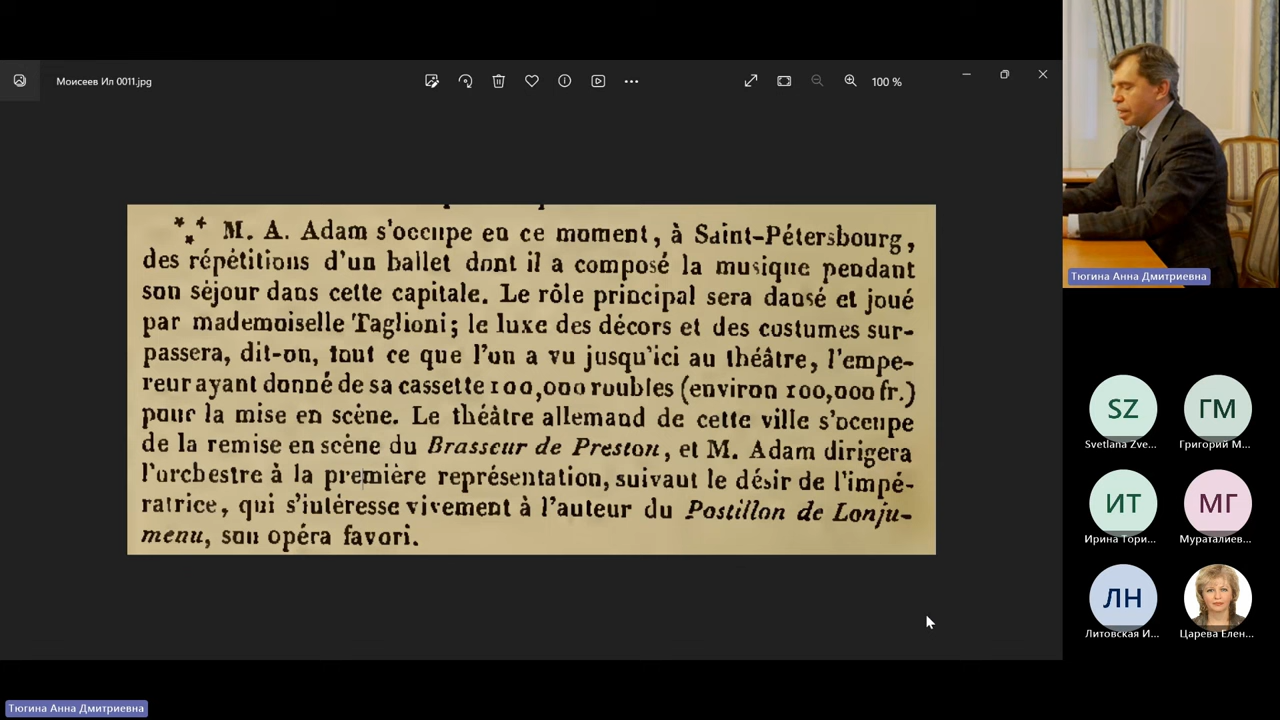 Моисеев Ил 0011.jpg
100 %
M. A. Adam s'occupe en ce moment, à Saint-Pétersbourg,
des répétitions d'un ballet dont il a composé la musique pendant
son séjour dans cette capitale. Le rôle principal sera dansé et joué
par mademoiselle Taglioni; le luxe des décors et des costumes sur-
passera, dit-on, tout ce que l'on a vu jusqu'ici au théâtre, l'empe-
reur ayant donné de sa cassette 100,000 roubles (environ 100,000 fr.)
pour la mise en scène. Le théâtre allemand de cette ville s'occupe
de la remise en scène du Brasseur de Preston, et M. Adam dirigera
l'orchestre à la première représentation, suivant le désir de l'impé-
ratrice, qui s'intéresse vivement à l'auteur du Postillon de Lonju-
menu, son opéra favori.
Тюгина Анна Дмитриевна
SZ
Svetlana Zve...
ГМ
Григорий М...
ИТ
Ирина Тори...
МГ
Мураталиев...
ЛН
Литовская И...
Царева Елен...
Тюгина Анна Дмитриевна